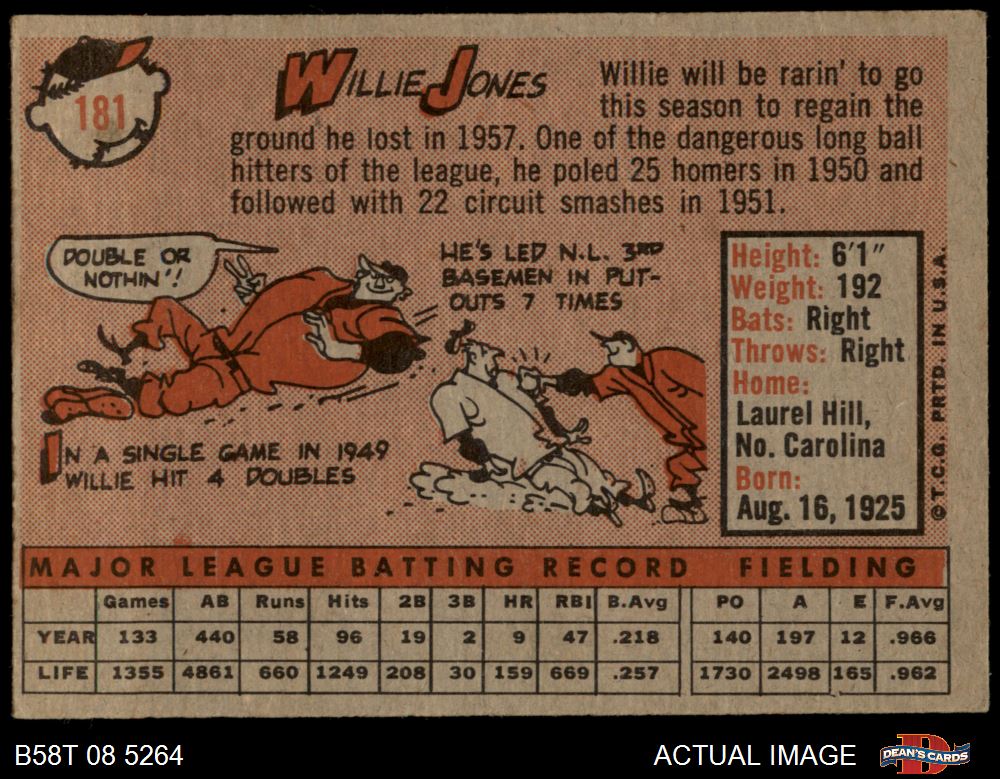 181
WILLIE JONES
Willie will be rarin' to go
this season to regain the
ground he lost in 1957. One of the dangerous long ball
hitters of the league, he poled 25 homers in 1950 and
followed with 22 circuit smashes in 1951.
DOUBLE OR
NOTHIN'!
HE'S LED N.L. 3RD
BASEMEN IN PUT-
OUTS 7 TIMES
IN A SINGLE GAME IN 1949
WILLIE HIT 4 DOUBLES
Height: 6'1"
Weight: 192
Bats: Right
Throws: Right
Home:
Laurel Hill,
No. Carolina
Born:
Aug. 16, 1925
© T.C.G. PRTD. IN U.S.A.
MAJOR LEAGUE BATTING RECORD FIELDING
Games AB Runs Hits 2B 3B HR RBI B.Avg PO A E F.Avg
YEAR 133 440 58 96 19 2 9 47 .218 140 197 12 .966
LIFE 1355 4861 660 1249 208 30 159 669 .257 1730 2498 165 .962
B58T 08 5264 ACTUAL IMAGE DEAN'S CARDS